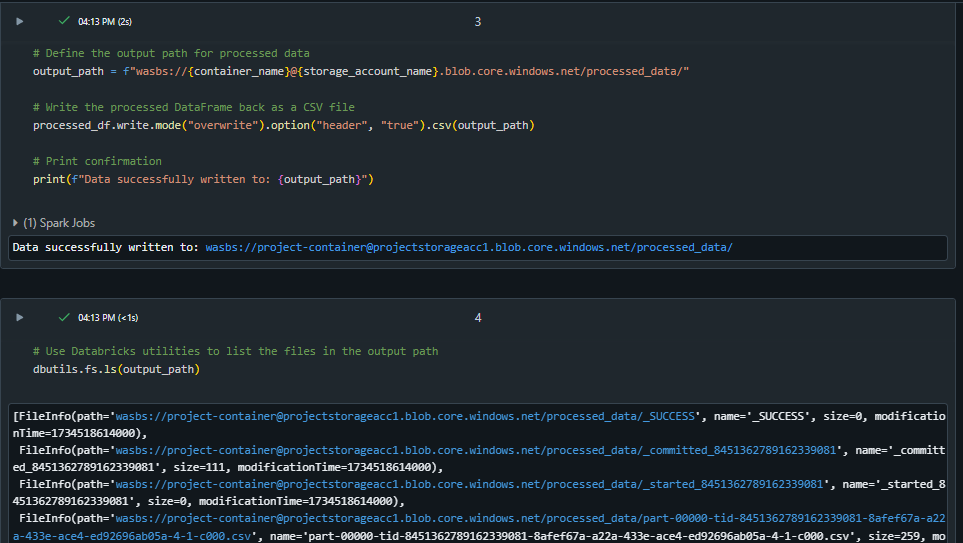 04:13 PM (2s)
3
# Define the output path for processed data
output_path = f"wasbs://{container_name}@{storage_account_name}.blob.core.windows.net/processed_data/"
# Write the processed DataFrame back as a CSV file
processed_df.write.mode("overwrite").option("header", "true").csv(output_path)
# Print confirmation
print(f"Data successfully written to: {output_path}")
(1) Spark Jobs
Data successfully written to: wasbs://project-container@projectstorageacc1.blob.core.windows.net/processed_data/
04:13 PM (<1s)
4
# Use Databricks utilities to list the files in the output path
dbutils.fs.ls(output_path)
[FileInfo(path='wasbs://project-container@projectstorageacc1.blob.core.windows.net/processed_data/_SUCCESS', name='_SUCCESS', size=0, modificatio
nTime=1734518614000),
FileInfo(path='wasbs://project-container@projectstorageacc1.blob.core.windows.net/processed_data/_committed_8451362789162339081', name='_committ
ed_8451362789162339081', size=111, modificationTime=1734518614000),
FileInfo(path='wasbs://project-container@projectstorageacc1.blob.core.windows.net/processed_data/_started_8451362789162339081', name='_started_8
451362789162339081', size=0, modificationTime=1734518614000),
FileInfo(path='wasbs://project-container@projectstorageacc1.blob.core.windows.net/processed_data/part-00000-tid-8451362789162339081-8afef67a-a22
a-433e-ace4-ed92696ab05a-4-1-c000.csv', name='part-00000-tid-8451362789162339081-8afef67a-a22a-433e-ace4-ed92696ab05a-4-1-c000.csv', size=259, mo